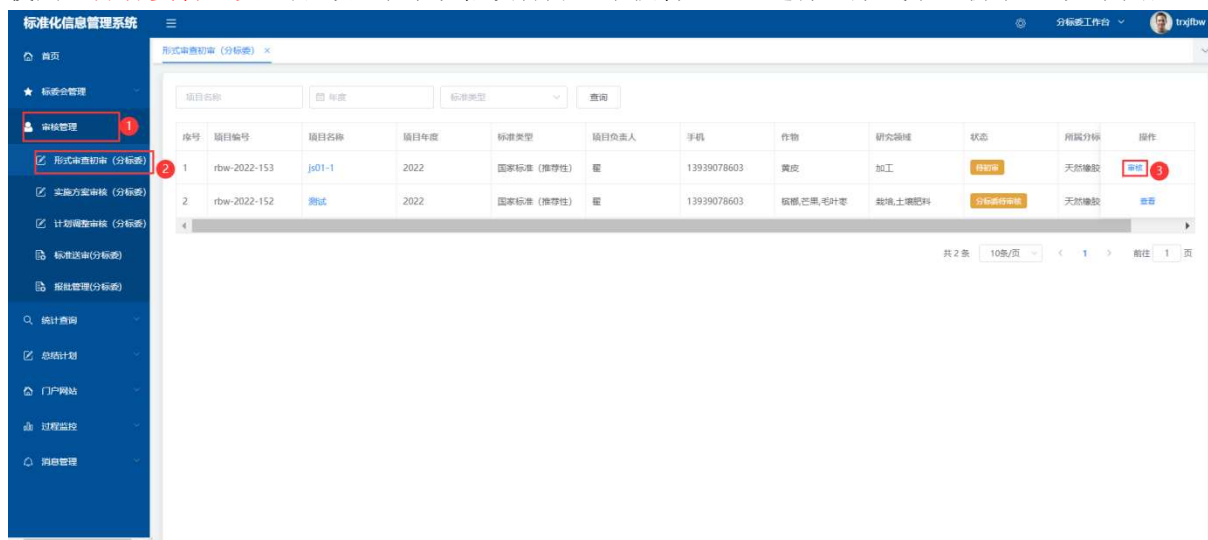 标准化信息管理系统
分标委工作台
trxjfbw
首页
标委会管理
审核管理
1
形式审查初审（分标委）
2
实施方案审核（分标委）
计划调整审核（分标委）
标准送审(分标委)
报批管理(分标委)
统计查询
总结计划
门户网站
过程监控
消息管理
形式审查初审（分标委） ×
项目名称 年度 标准类型 查询
序号 项目编号 项目名称 项目年度 标准类型 项目负责人 手机 作物 研究领域 状态 所属分标 操作
1 rbw-2022-153 js01-1 2022 国家标准（推荐性） 翟 13939078603 黄皮 加工 待初审 天然橡胶 审核 3
2 rbw-2022-152 测试 2022 国家标准（推荐性） 翟 13939078603 槟榔,芒果,毛叶枣 栽培,土壤肥料 分标委待审核 天然橡胶 查看
共 2 条 10条/页 1 前往 1 页